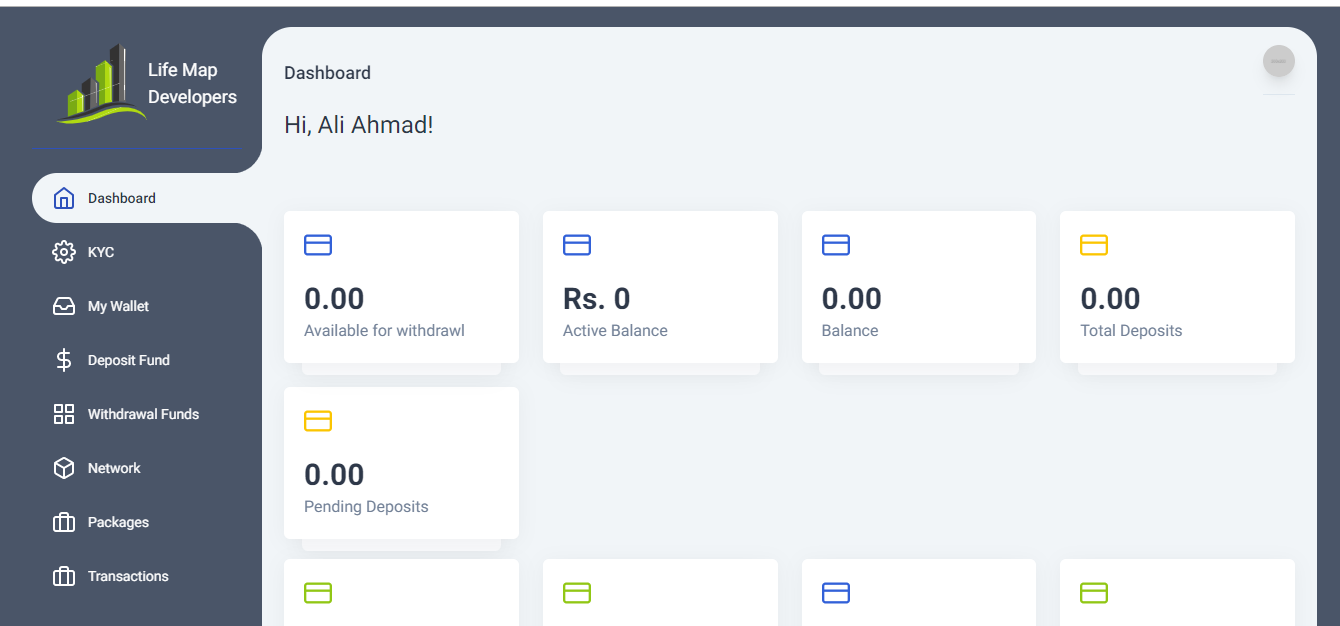 Life Map
Developers
Dashboard
KYC
My Wallet
Deposit Fund
Withdrawal Funds
Network
Packages
Transactions
Dashboard
Hi, Ali Ahmad!
0.00
Available for withdrawl
Rs. 0
Active Balance
0.00
Balance
0.00
Total Deposits
0.00
Pending Deposits